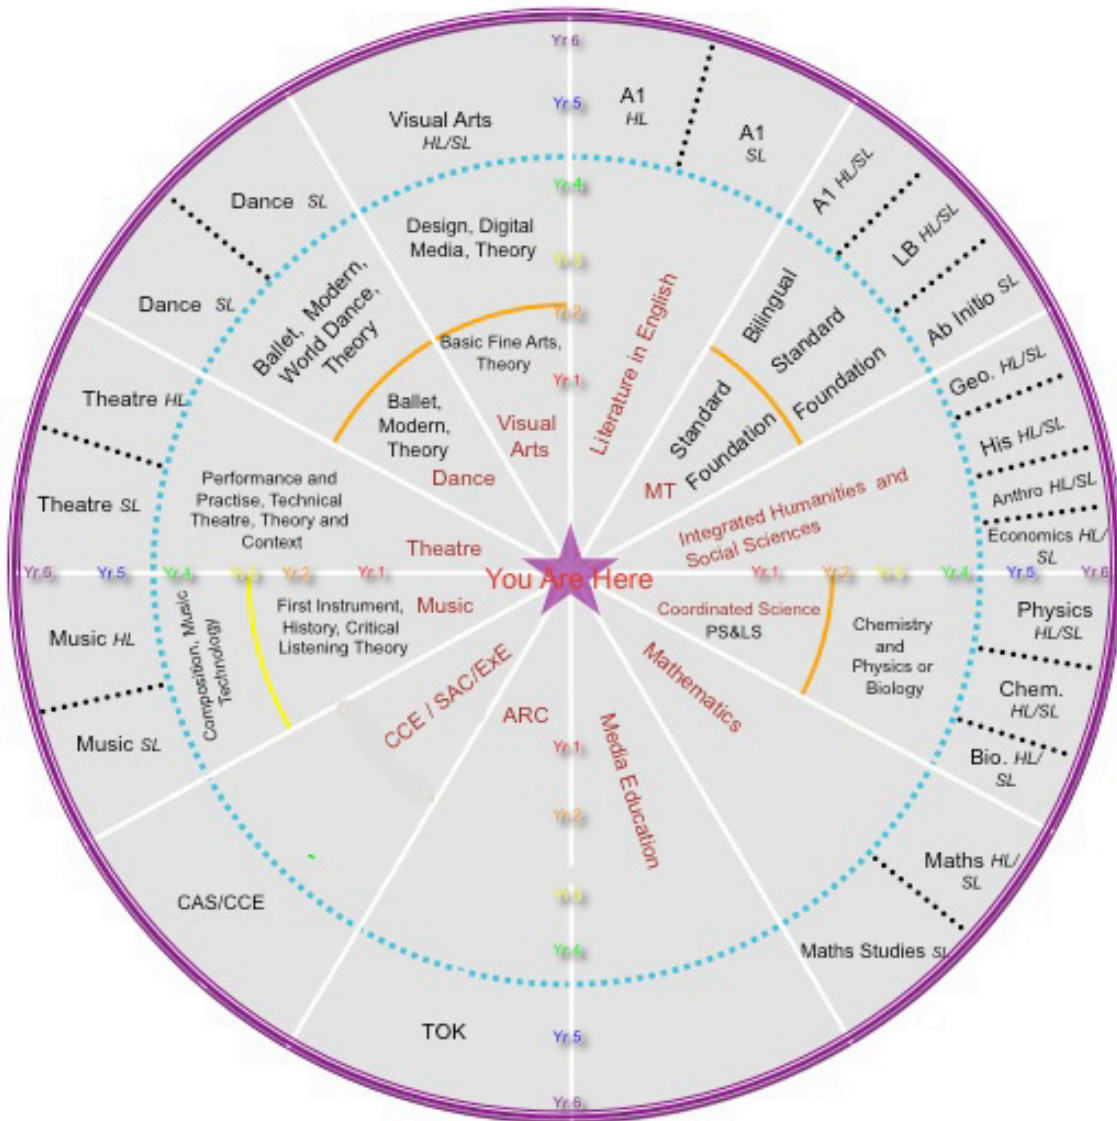 Yr.6
Yr.5
Yr.4
Yr.3
Yr.2
Yr.1
Visual Arts
HL/SL
Design, Digital
Media, Theory
Basic Fine Arts,
Theory
Visual
Arts
A1
HL
A1
SL
Literature in English
A1 HL/SL
LB HL/SL
Ab Initio SL
Bilingual
Standard
Foundation
Standard
Foundation
MT
Geo. HL/SL
His HL/SL
Anthro HL/SL
Economics HL/
SL
Integrated Humanities and
Social Sciences
Dance SL
Dance SL
Ballet, Modern,
World Dance,
Theory
Ballet,
Modern,
Theory
Dance
Theatre HL
Theatre SL
Performance and
Practise, Technical
Theatre, Theory and
Context
Theatre
Yr.6
Yr.5
Yr.4
Yr.3
Yr.2
Yr.1
You Are Here
Yr.1
Yr.2
Yr.3
Yr.4
Yr.5
Yr.6
Music HL
Music SL
Composition, Music
Technology
First Instrument,
History, Critical
Listening Theory
Music
Coordinated Science
PS&LS
Chemistry
and
Physics or
Biology
Physics
HL/SL
Chem.
HL/SL
Bio. HL/
SL
CCE / SAC/ExE
CAS/CCE
ARC
TOK
Media Education
Mathematics
Maths HL/
SL
Maths Studies SL
Yr.1
Yr.2
Yr.3
Yr.4
Yr.5
Yr.6